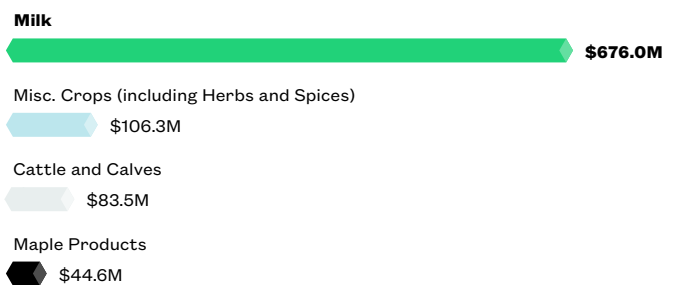 Milk
$676.0M
Misc. Crops (including Herbs and Spices)
$106.3M
Cattle and Calves
$83.5M
Maple Products
$44.6M